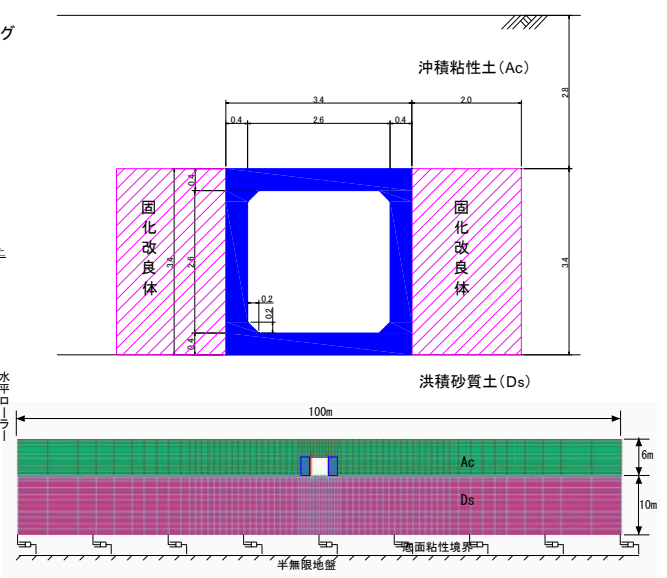 グ
沖積粘性土(Ac)
2.8
3.4
2.0
0.4
2.6
0.4
固化改良体
0.4
3.4
2.6
0.2
0.2
0.4
固化改良体
3.4
洪積砂質土(Ds)
水平ローラー
100m
Ac
6m
Ds
10m
底面粘性境界
半無限地盤